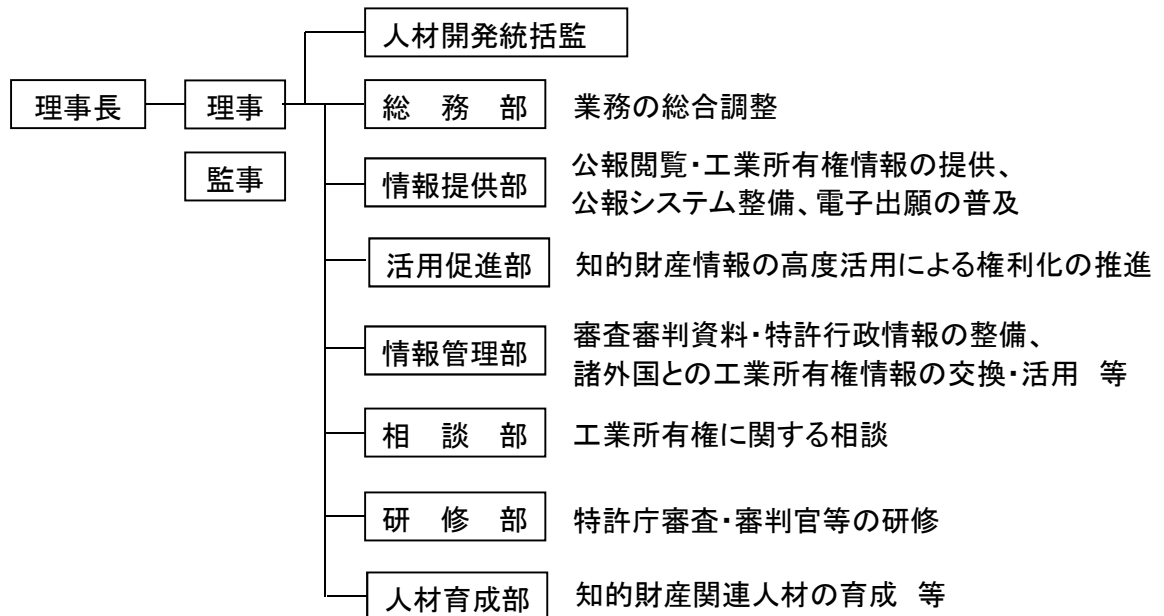 人材開発統括監
理事長
理事
総　務　部
業務の総合調整
監事
情報提供部
公報閲覧・工業所有権情報の提供、
公報システム整備、電子出願の普及
活用促進部
知的財産情報の高度活用による権利化の推進
情報管理部
審査審判資料・特許行政情報の整備、
諸外国との工業所有権情報の交換・活用　等
相　談　部
工業所有権に関する相談
研　修　部
特許庁審査・審判官等の研修
人材育成部
知的財産関連人材の育成　等